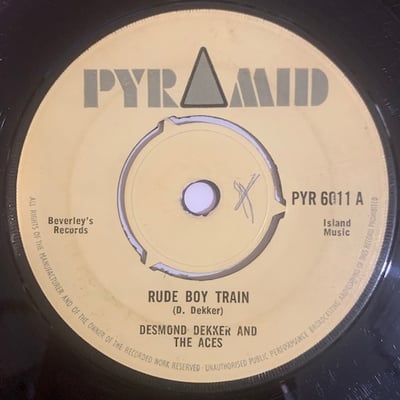 PYRAMID
PYR 6011 A
Beverley's
Records
Island
Music
RUDE BOY TRAIN
(D. Dekker)
DESMOND DEKKER AND
THE ACES
ALL RIGHTS OF THE MANUFACTURER AND OF THE OWNER OF THE RECORDED WORK RESERVED - UNAUTHORISED PUBLIC PERFORMANCE BROADCASTING AND COPYING OF THIS RECORD PROHIBITED